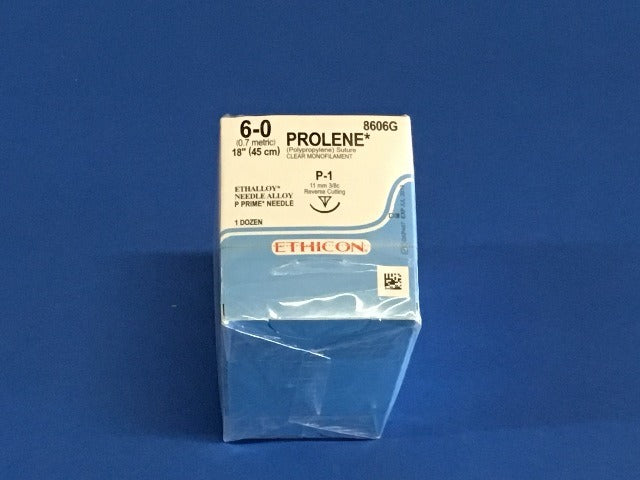 6-0
(0.7 metric)
18" (45 cm)
PROLENE*
(Polypropylene) Suture
CLEAR MONOFILAMENT
8606G
P-1
11 mm 3/8c
Reverse Cutting
ETHALLOY*
NEEDLE ALLOY
P PRIME* NEEDLE
1 DOZEN
ETHICON